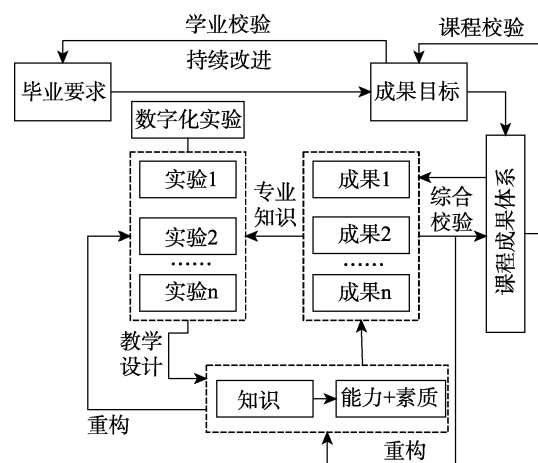 学业校验
课程校验
持续改进
毕业要求
成果目标
数字化实验
实验1
专业
知识
成果1
综合
校验
课程成果体系
实验2
成果2
……
……
实验n
成果n
教学
设计
知识
能力+素质
重构
重构